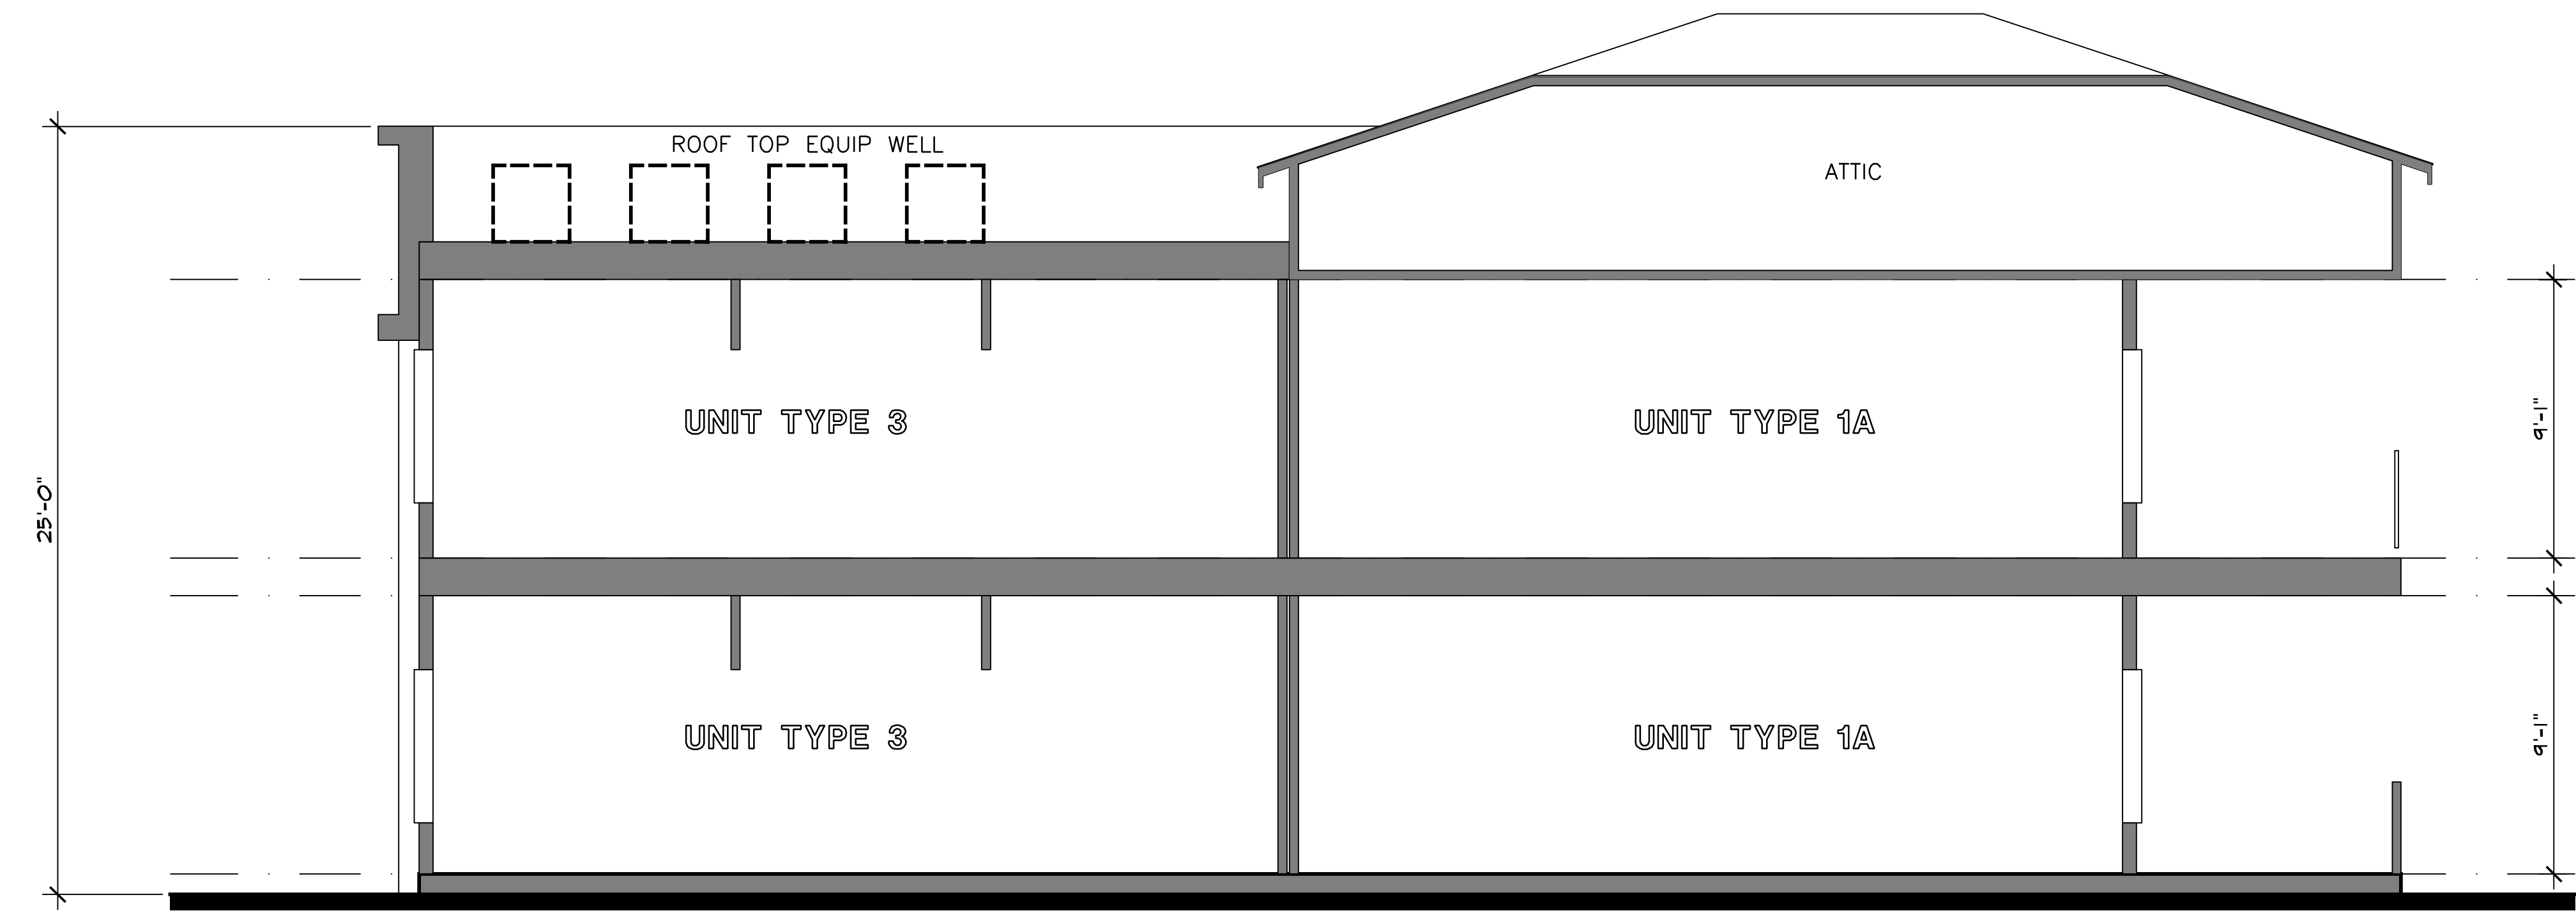 ROOF TOP EQUIP WELL
ATTIC
UNIT TYPE 3
UNIT TYPE 1A
9'-1"
25'-0"
UNIT TYPE 3
UNIT TYPE 1A
9'-1"